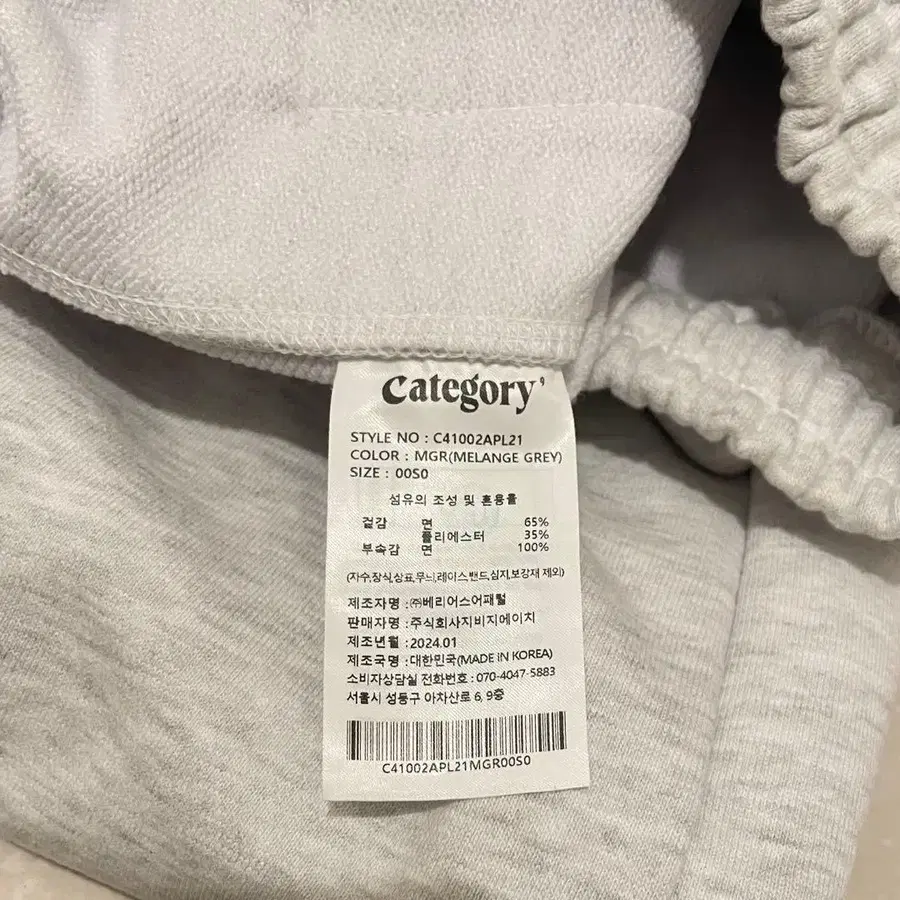 Category'
STYLE NO : C41002APL21
COLOR : MGR(MELANGE GREY)
SIZE : 00S0
섬유의 조성 및 혼용율
겉감 면 65%
폴리에스터 35%
부속감 면 100%
(자수,장식,상표,무늬,레이스,밴드,심지,보강재 제외)
제조자명 : ㈜베리어스어패럴
판매자명 : 주식회사지비지에이치
제조년월 : 2024.01
제조국명 : 대한민국(MADE IN KOREA)
소비자상담실 전화번호 : 070-4047-5883
서울시 성동구 아차산로 6, 9층
C41002APL21MGR00S0